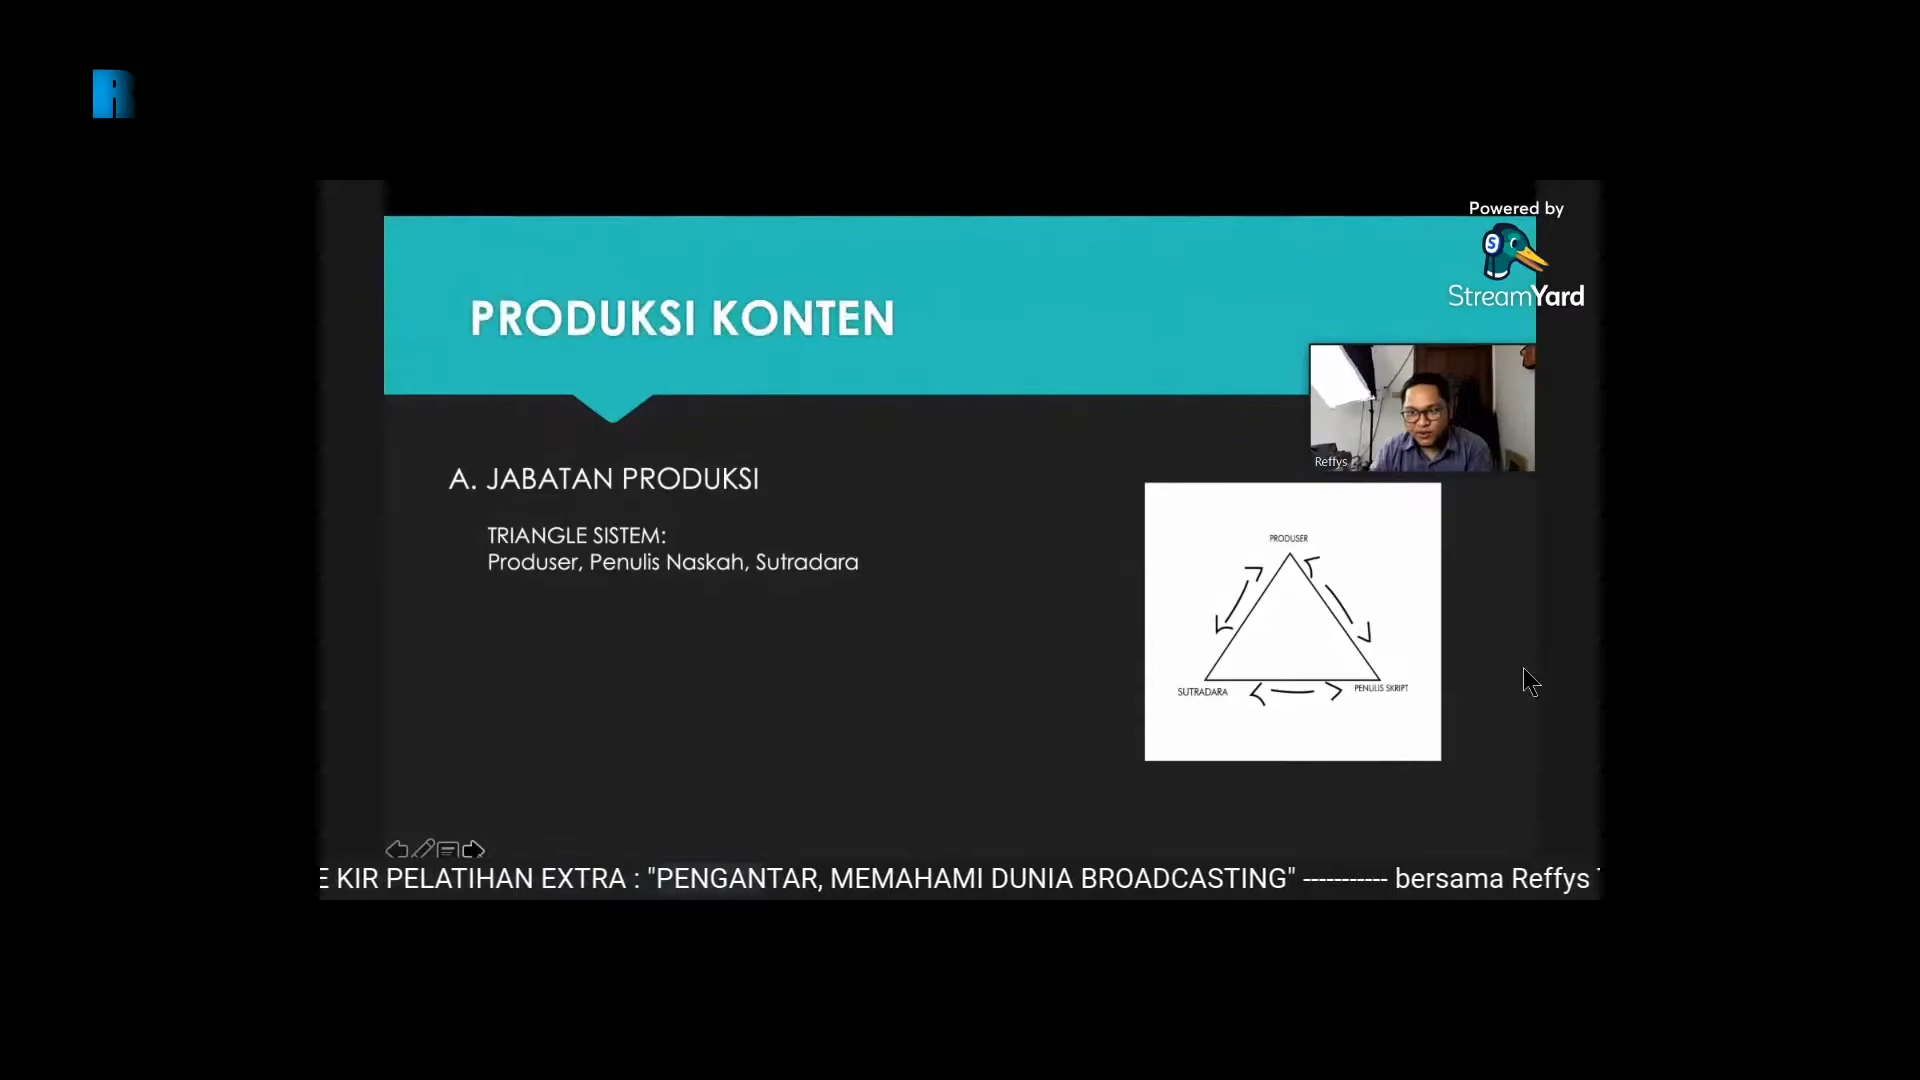 R
Powered by
S
StreamYard
PRODUKSI KONTEN
Reffys
A. JABATAN PRODUKSI
TRIANGLE SISTEM:
Produser, Penulis Naskah, Sutradara
PRODUSER
SUTRADARA
PENULIS SKRIPT
E KIR PELATIHAN EXTRA : "PENGANTAR, MEMAHAMI DUNIA BROADCASTING" ----------- bersama Reffys